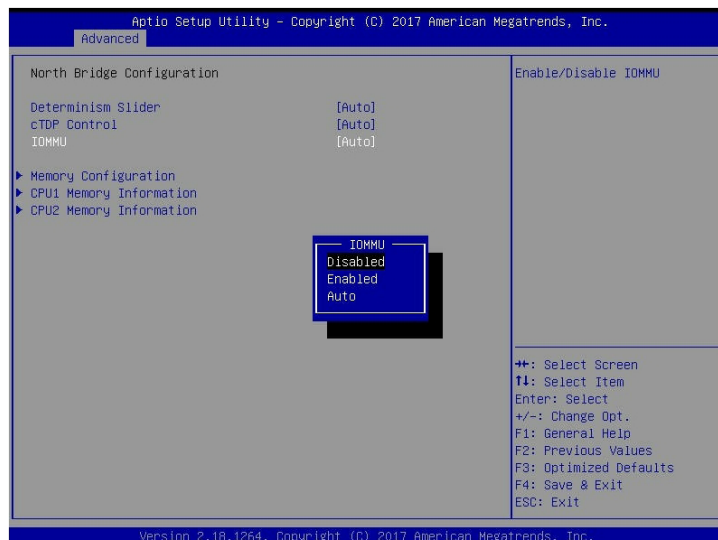 Aptio Setup Utility – Copyright (C) 2017 American Megatrends, Inc.
Advanced
North Bridge Configuration
Enable/Disable IOMMU
Determinism Slider [Auto]
cTDP Control [Auto]
IOMMU [Auto]
Memory Configuration
CPU1 Memory Information
CPU2 Memory Information
IOMMU
Disabled
Enabled
Auto
→←: Select Screen
↑↓: Select Item
Enter: Select
+/-: Change Opt.
F1: General Help
F2: Previous Values
F3: Optimized Defaults
F4: Save & Exit
ESC: Exit
Version 2.18.1264. Copyright (C) 2017 American Megatrends, Inc.